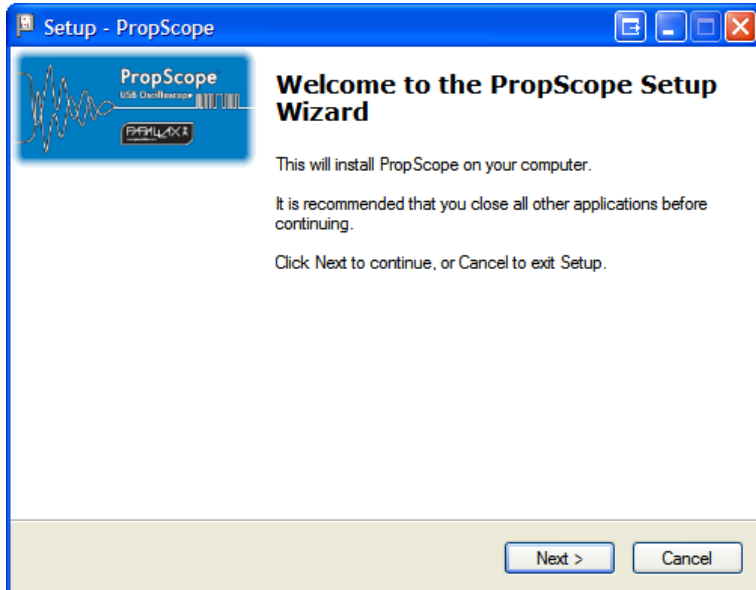 Setup - PropScope
PropScope
USB Oscilloscope
PARALLAX
Welcome to the PropScope Setup
Wizard
This will install PropScope on your computer.
It is recommended that you close all other applications before
continuing.
Click Next to continue, or Cancel to exit Setup.
Next >
Cancel